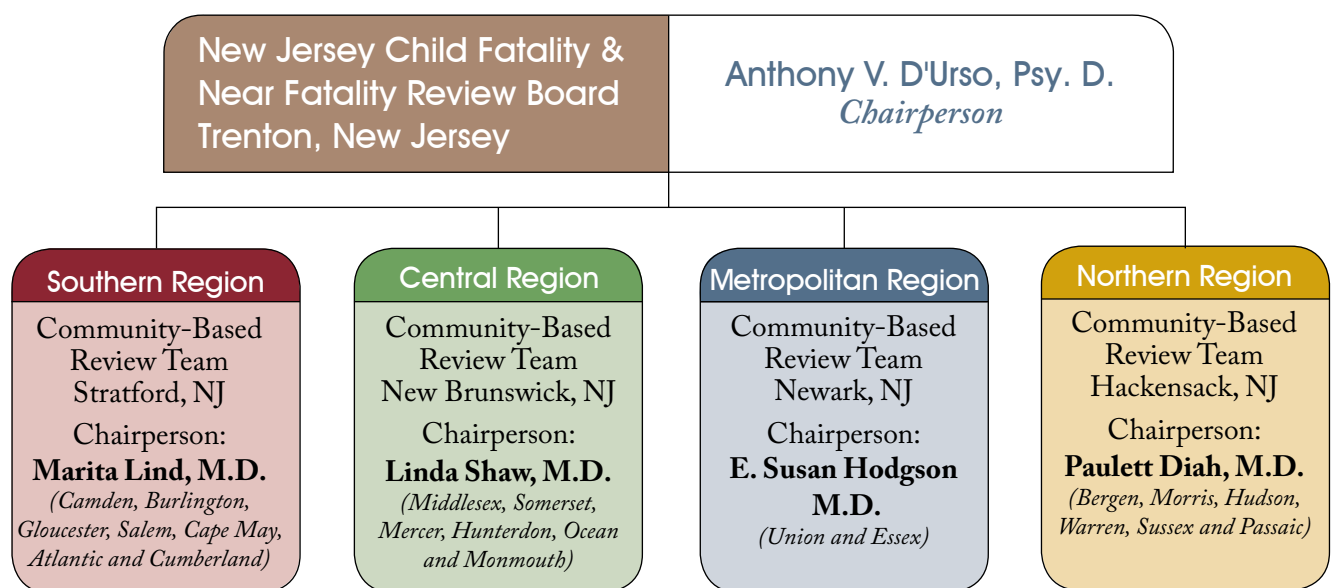 New Jersey Child Fatality &
Near Fatality Review Board
Trenton, New Jersey
Anthony V. D'Urso, Psy. D.
Chairperson
Southern Region
Community-Based
Review Team
Stratford, NJ
Chairperson:
Marita Lind, M.D.
(Camden, Burlington,
Gloucester, Salem, Cape May,
Atlantic and Cumberland)
Central Region
Community-Based
Review Team
New Brunswick, NJ
Chairperson:
Linda Shaw, M.D.
(Middlesex, Somerset,
Mercer, Hunterdon, Ocean
and Monmouth)
Metropolitan Region
Community-Based
Review Team
Newark, NJ
Chairperson:
E. Susan Hodgson
M.D.
(Union and Essex)
Northern Region
Community-Based
Review Team
Hackensack, NJ
Chairperson:
Paulett Diah, M.D.
(Bergen, Morris, Hudson,
Warren, Sussex and Passaic)